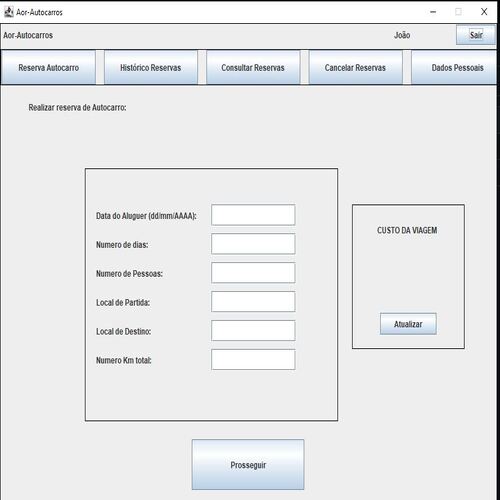 Aor-Autocarros
Aor-Autocarros João Sair
Reserva Autocarro Histórico Reservas Consultar Reservas Cancelar Reservas Dados Pessoais
Realizar reserva de Autocarro:
Data do Aluguer (dd/mm/AAAA):
Numero de dias:
Numero de Pessoas:
Local de Partida:
Local de Destino:
Numero Km total:
CUSTO DA VIAGEM
Atualizar
Prosseguir